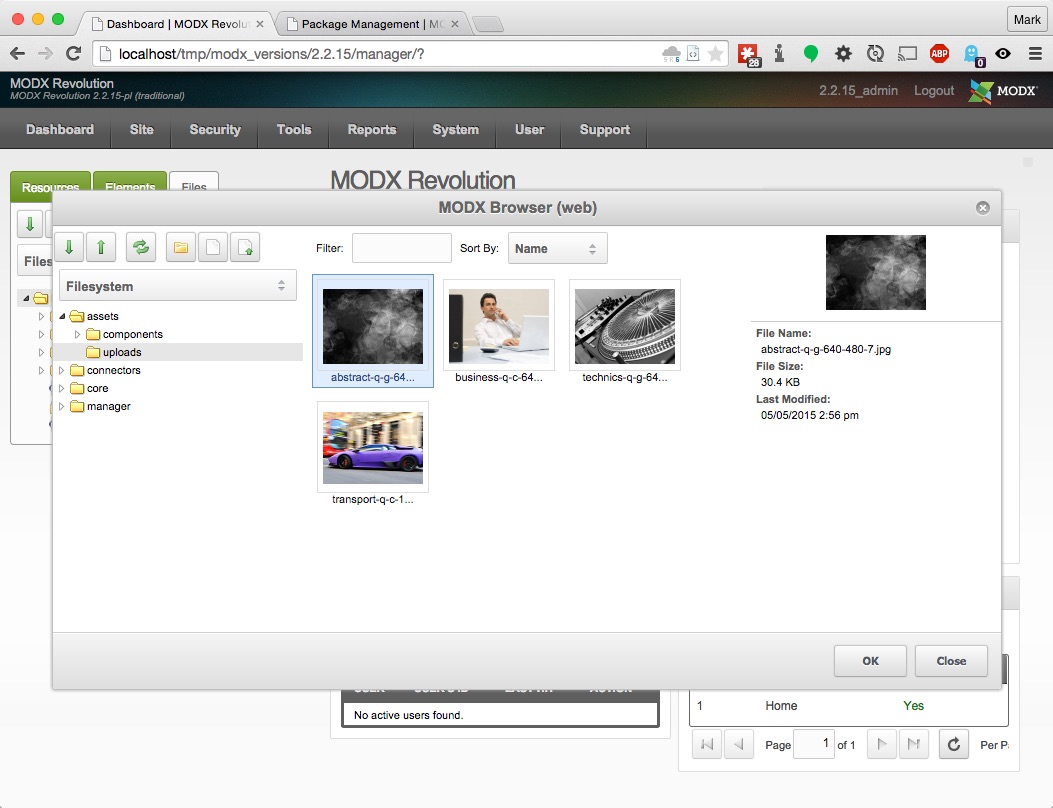 Dashboard | MODX Revolu
Package Management | MO
Mark
localhost/tmp/modx_versions/2.2.15/manager/?
28
ABP
0
MODX Revolution
MODX Revolution 2.2.15-pl (traditional)
2.2.15_admin
Logout
MODX
Dashboard
Site
Security
Tools
Reports
System
User
Support
Resources
Elements
Files
MODX Revolution
MODX Browser (web)
Filter:
Sort By:
Name
Files
Filesystem
assets
components
uploads
connectors
core
manager
abstract-q-g-64...
business-q-c-64...
technics-q-g-64...
transport-q-c-1...
File Name:
abstract-q-g-640-480-7.jpg
File Size:
30.4 KB
Last Modified:
05/05/2015 2:56 pm
OK
Close
No active users found.
1
Home
Yes
Page
1
of 1
Per Pa